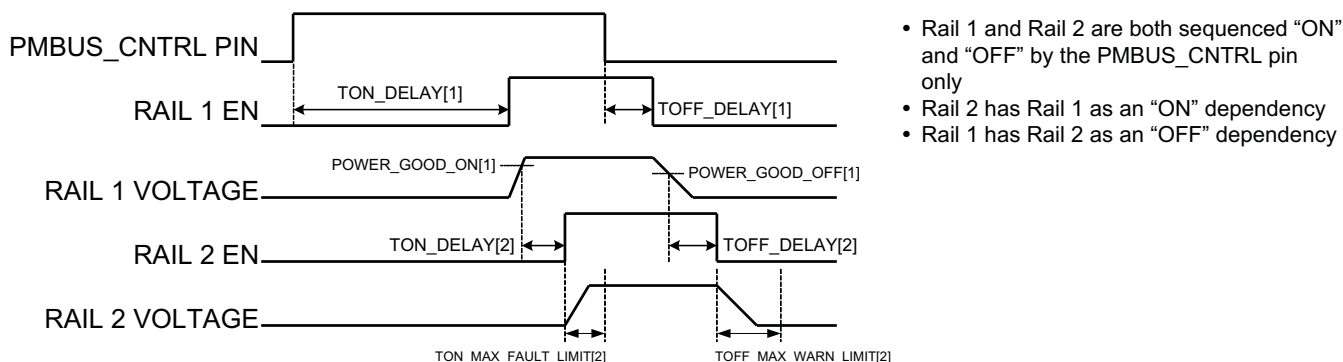 PMBUS_CNTRL PIN
RAIL 1 EN
TON_DELAY[1]
TOFF_DELAY[1]
RAIL 1 VOLTAGE
POWER_GOOD_ON[1]
POWER_GOOD_OFF[1]
RAIL 2 EN
TON_DELAY[2]
TOFF_DELAY[2]
RAIL 2 VOLTAGE
TON_MAX_FAULT_LIMIT[2]
TOFF_MAX_WARN_LIMIT[2]
• Rail 1 and Rail 2 are both sequenced “ON”
and “OFF” by the PMBUS_CNTRL pin
only
• Rail 2 has Rail 1 as an “ON” dependency
• Rail 1 has Rail 2 as an “OFF” dependency